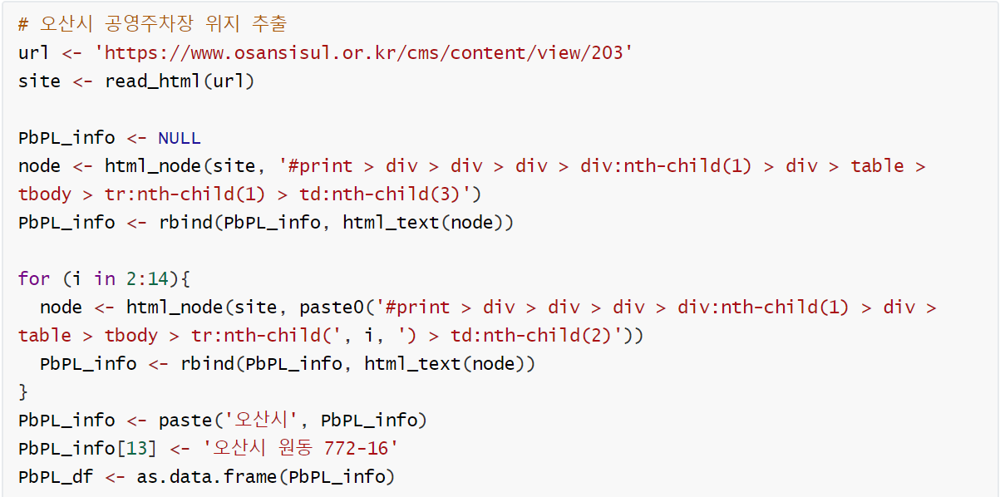 # 오산시 공영주차장 위지 추출
url <- 'https://www.osansisul.or.kr/cms/content/view/203'
site <- read_html(url)

PbPL_info <- NULL
node <- html_node(site, '#print > div > div > div > div:nth-child(1) > div > table >
tbody > tr:nth-child(1) > td:nth-child(3)')
PbPL_info <- rbind(PbPL_info, html_text(node))

for (i in 2:14){
  node <- html_node(site, paste0('#print > div > div > div > div:nth-child(1) > div >
table > tbody > tr:nth-child(', i, ') > td:nth-child(2)'))
  PbPL_info <- rbind(PbPL_info, html_text(node))
}
PbPL_info <- paste('오산시', PbPL_info)
PbPL_info[13] <- '오산시 원동 772-16'
PbPL_df <- as.data.frame(PbPL_info)